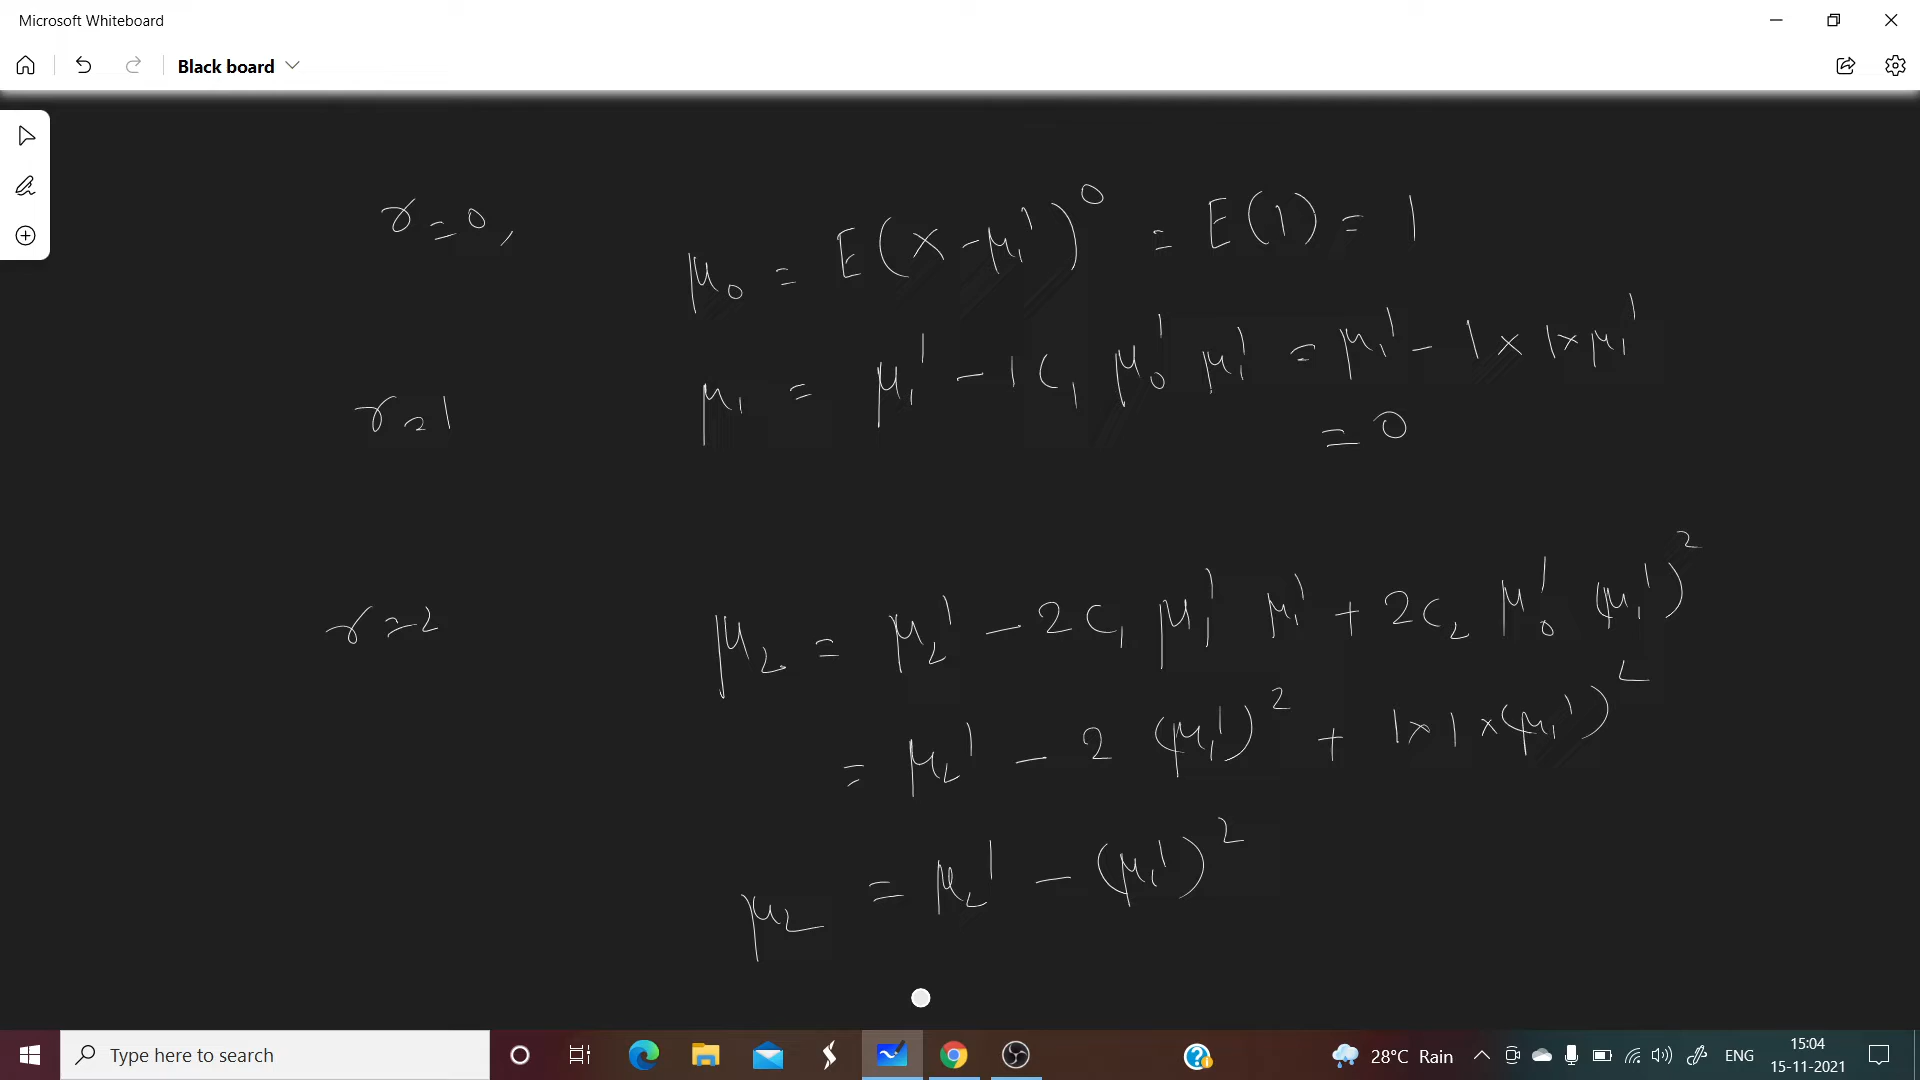 Microsoft Whiteboard
Black board
r=0, μ₀ = E(X-μ₁')⁰ = E(1) = 1
r=1 μ₁ = μ₁' - 1C₁ μ₀' μ₁' = μ₁' - 1 × 1 × μ₁'
= 0
r=2 μ₂ = μ₂' - 2C₁ μ₁' μ₁' + 2C₂ μ₀' (μ₁')²
= μ₂' - 2 (μ₁')² + 1 × 1 × (μ₁')²
μ₂ = μ₂' - (μ₁')²
Type here to search
28°C Rain
ENG
15:04
15-11-2021